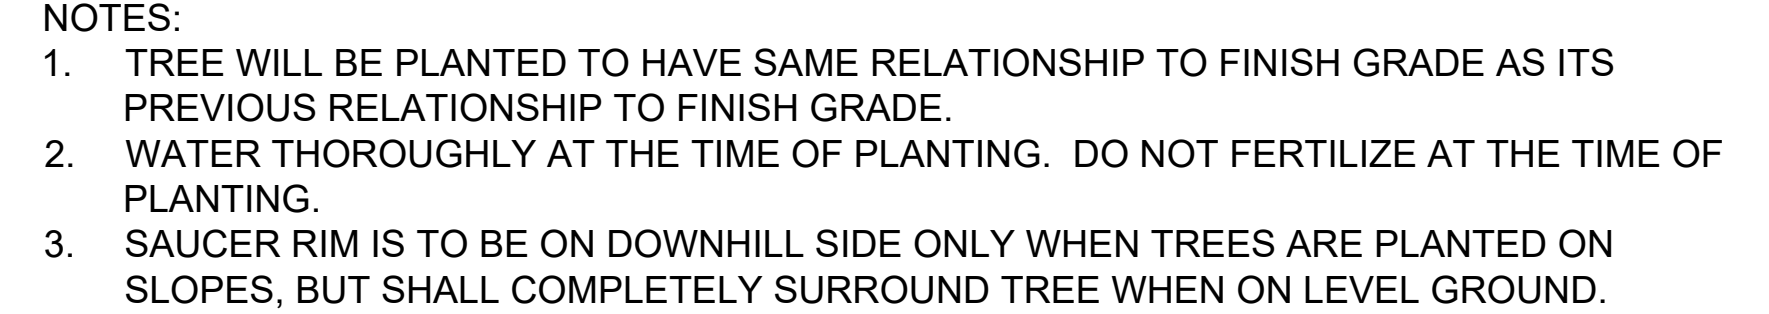 NOTES:
1. TREE WILL BE PLANTED TO HAVE SAME RELATIONSHIP TO FINISH GRADE AS ITS
PREVIOUS RELATIONSHIP TO FINISH GRADE.
2. WATER THOROUGHLY AT THE TIME OF PLANTING.  DO NOT FERTILIZE AT THE TIME OF
PLANTING.
3. SAUCER RIM IS TO BE ON DOWNHILL SIDE ONLY WHEN TREES ARE PLANTED ON
SLOPES, BUT SHALL COMPLETELY SURROUND TREE WHEN ON LEVEL GROUND.